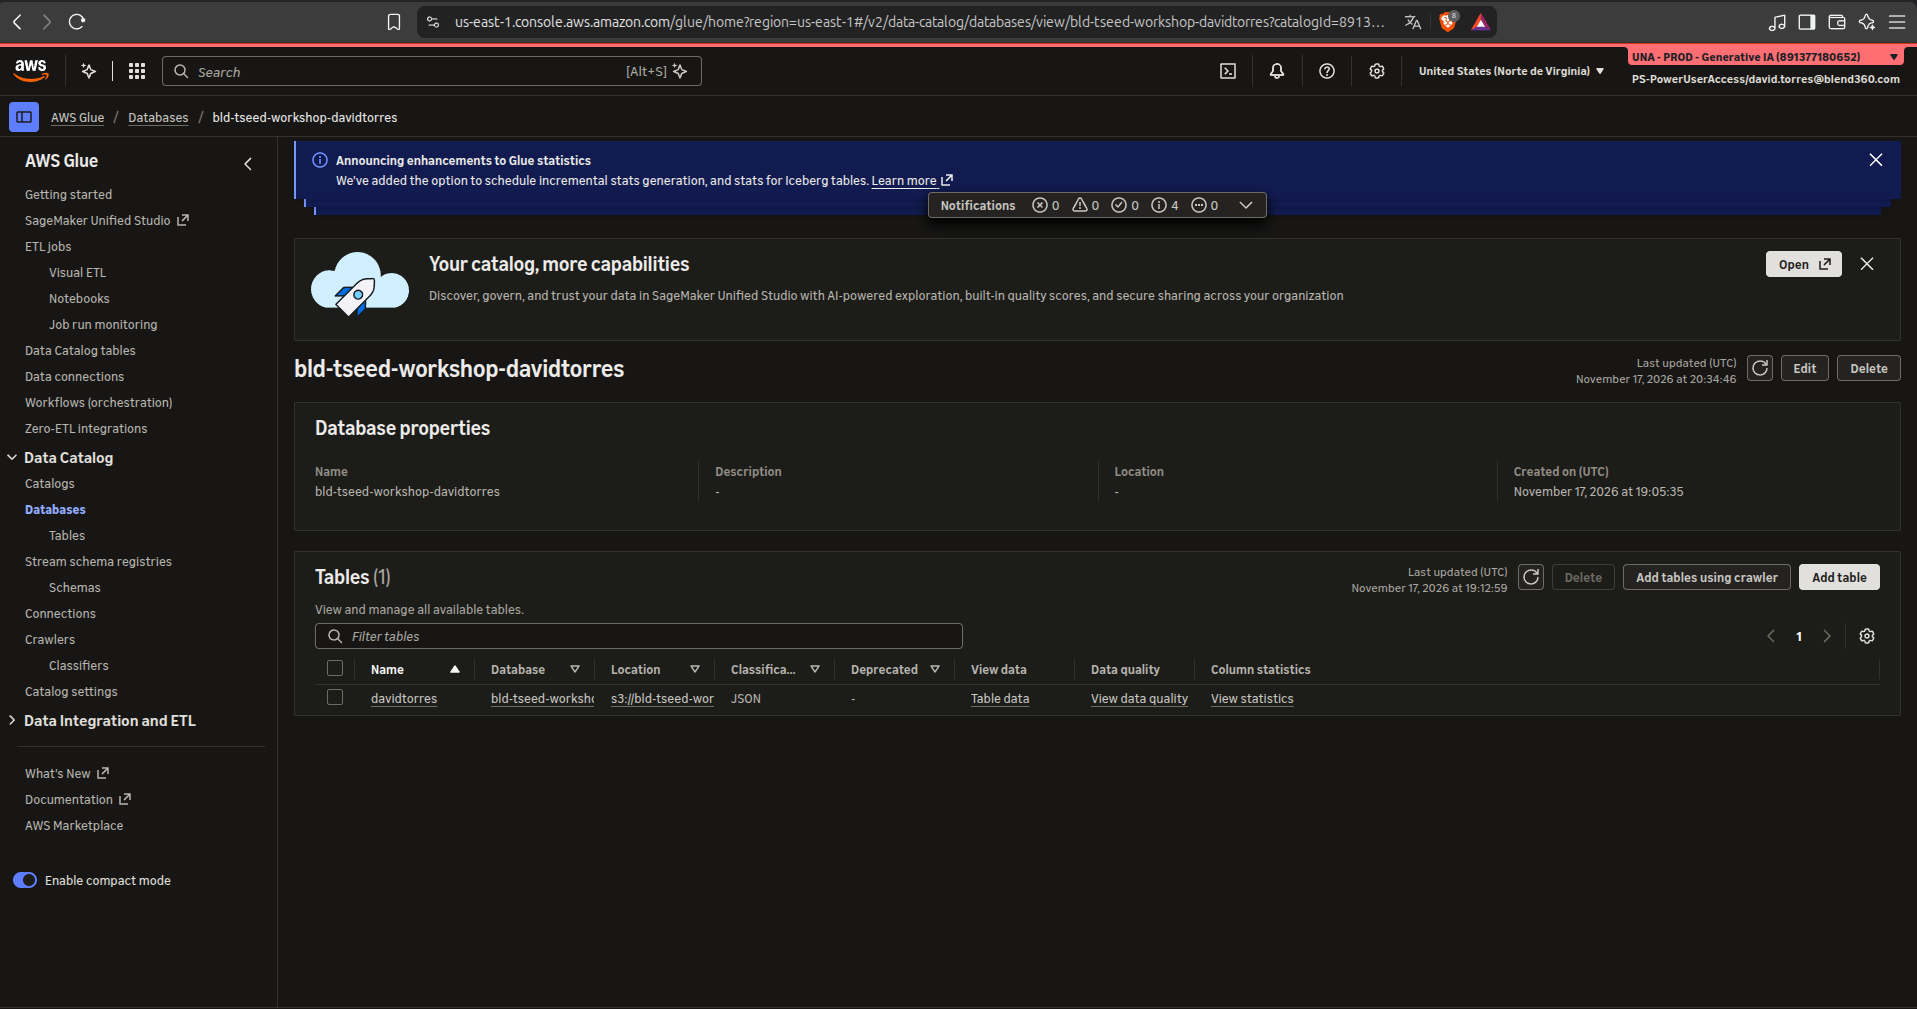 us-east-1.console.aws.amazon.com/glue/home?region=us-east-1#/v2/data-catalog/databases/view/bld-tseed-workshop-davidtorres?catalogId=8913...
8
aws
Search
[Alt+S]
United States (Norte de Virginia)
UNA - PROD - Generative IA (891377180652)
PS-PowerUserAccess/david.torres@blend360.com
AWS Glue / Databases / bld-tseed-workshop-davidtorres
AWS Glue
Getting started
SageMaker Unified Studio
ETL jobs
Visual ETL
Notebooks
Job run monitoring
Data Catalog tables
Data connections
Workflows (orchestration)
Zero-ETL integrations
Data Catalog
Catalogs
Databases
Tables
Stream schema registries
Schemas
Connections
Crawlers
Classifiers
Catalog settings
Data Integration and ETL
What's New
Documentation
AWS Marketplace
Enable compact mode
Announcing enhancements to Glue statistics
We've added the option to schedule incremental stats generation, and stats for Iceberg tables. Learn more
Notifications 0 0 0 4 0
Your catalog, more capabilities
Discover, govern, and trust your data in SageMaker Unified Studio with AI-powered exploration, built-in quality scores, and secure sharing across your organization
Open
bld-tseed-workshop-davidtorres
Last updated (UTC)
November 17, 2026 at 20:34:46
Edit
Delete
Database properties
Name
bld-tseed-workshop-davidtorres
Description
-
Location
-
Created on (UTC)
November 17, 2026 at 19:05:35
Tables (1)
Last updated (UTC)
November 17, 2026 at 19:12:59
Delete
Add tables using crawler
Add table
View and manage all available tables.
Filter tables
1
Name Database Location Classifica... Deprecated View data Data quality Column statistics
davidtorres bld-tseed-worksho s3://bld-tseed-wor JSON - Table data View data quality View statistics